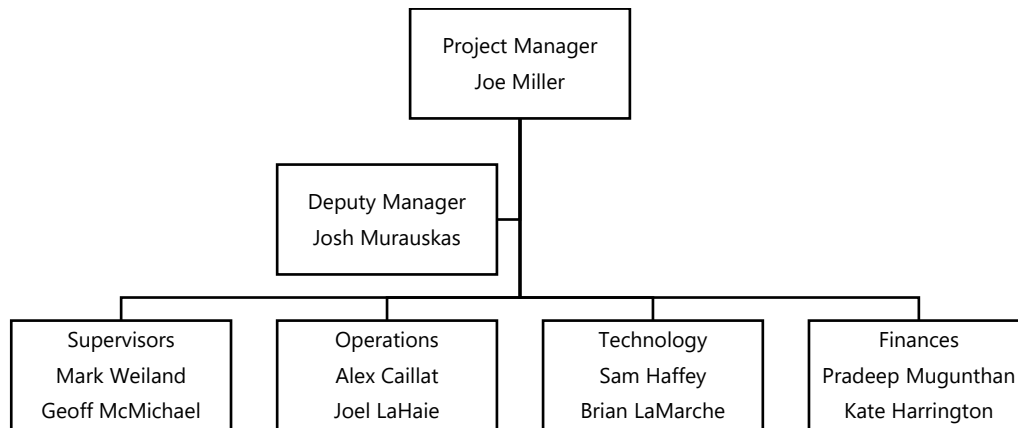 Project Manager
Joe Miller
Deputy Manager
Josh Murauskas
Supervisors
Mark Weiland
Geoff McMichael
Operations
Alex Caillat
Joel LaHaie
Technology
Sam Haffey
Brian LaMarche
Finances
Pradeep Mugunthan
Kate Harrington